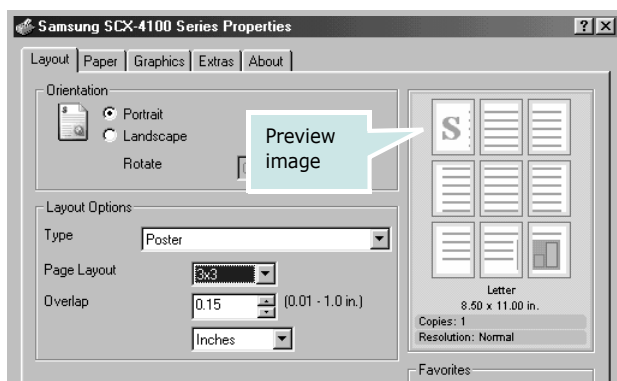 Samsung SCX-4100 Series Properties
Layout Paper Graphics Extras About
Orientation
Portrait
Landscape
Rotate
Preview
image
S
S
Layout Options
Type Poster
Page Layout 3x3
Overlap 0.15 (0.01 - 1.0 in.)
Inches
Letter
8.50 x 11.00 in.
Copies: 1
Resolution: Normal
Favorites